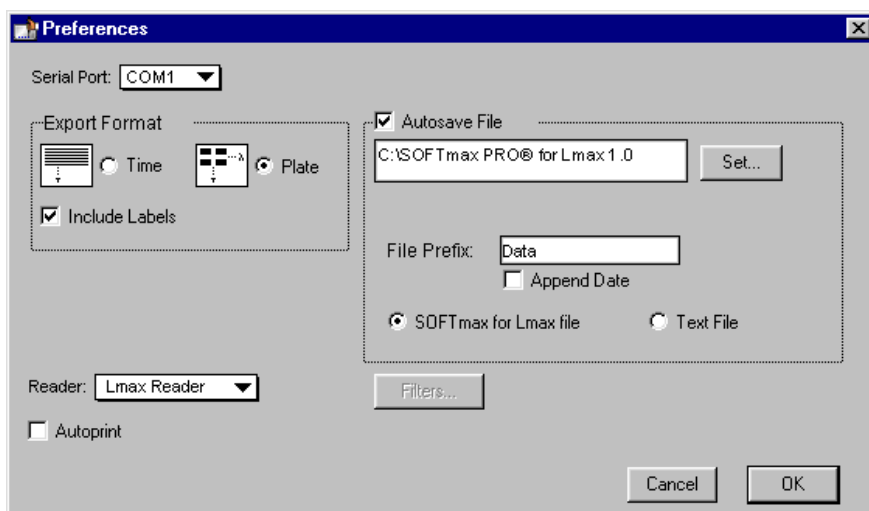 Preferences
Serial Port: COM1
Export Format
Time
Plate
Include Labels
Autosave File
C:\SOFTmax PRO® for Lmax 1.0
Set...
File Prefix: Data
Append Date
SOFTmax for Lmax file
Text File
Reader: Lmax Reader
Filters...
Autoprint
Cancel
OK